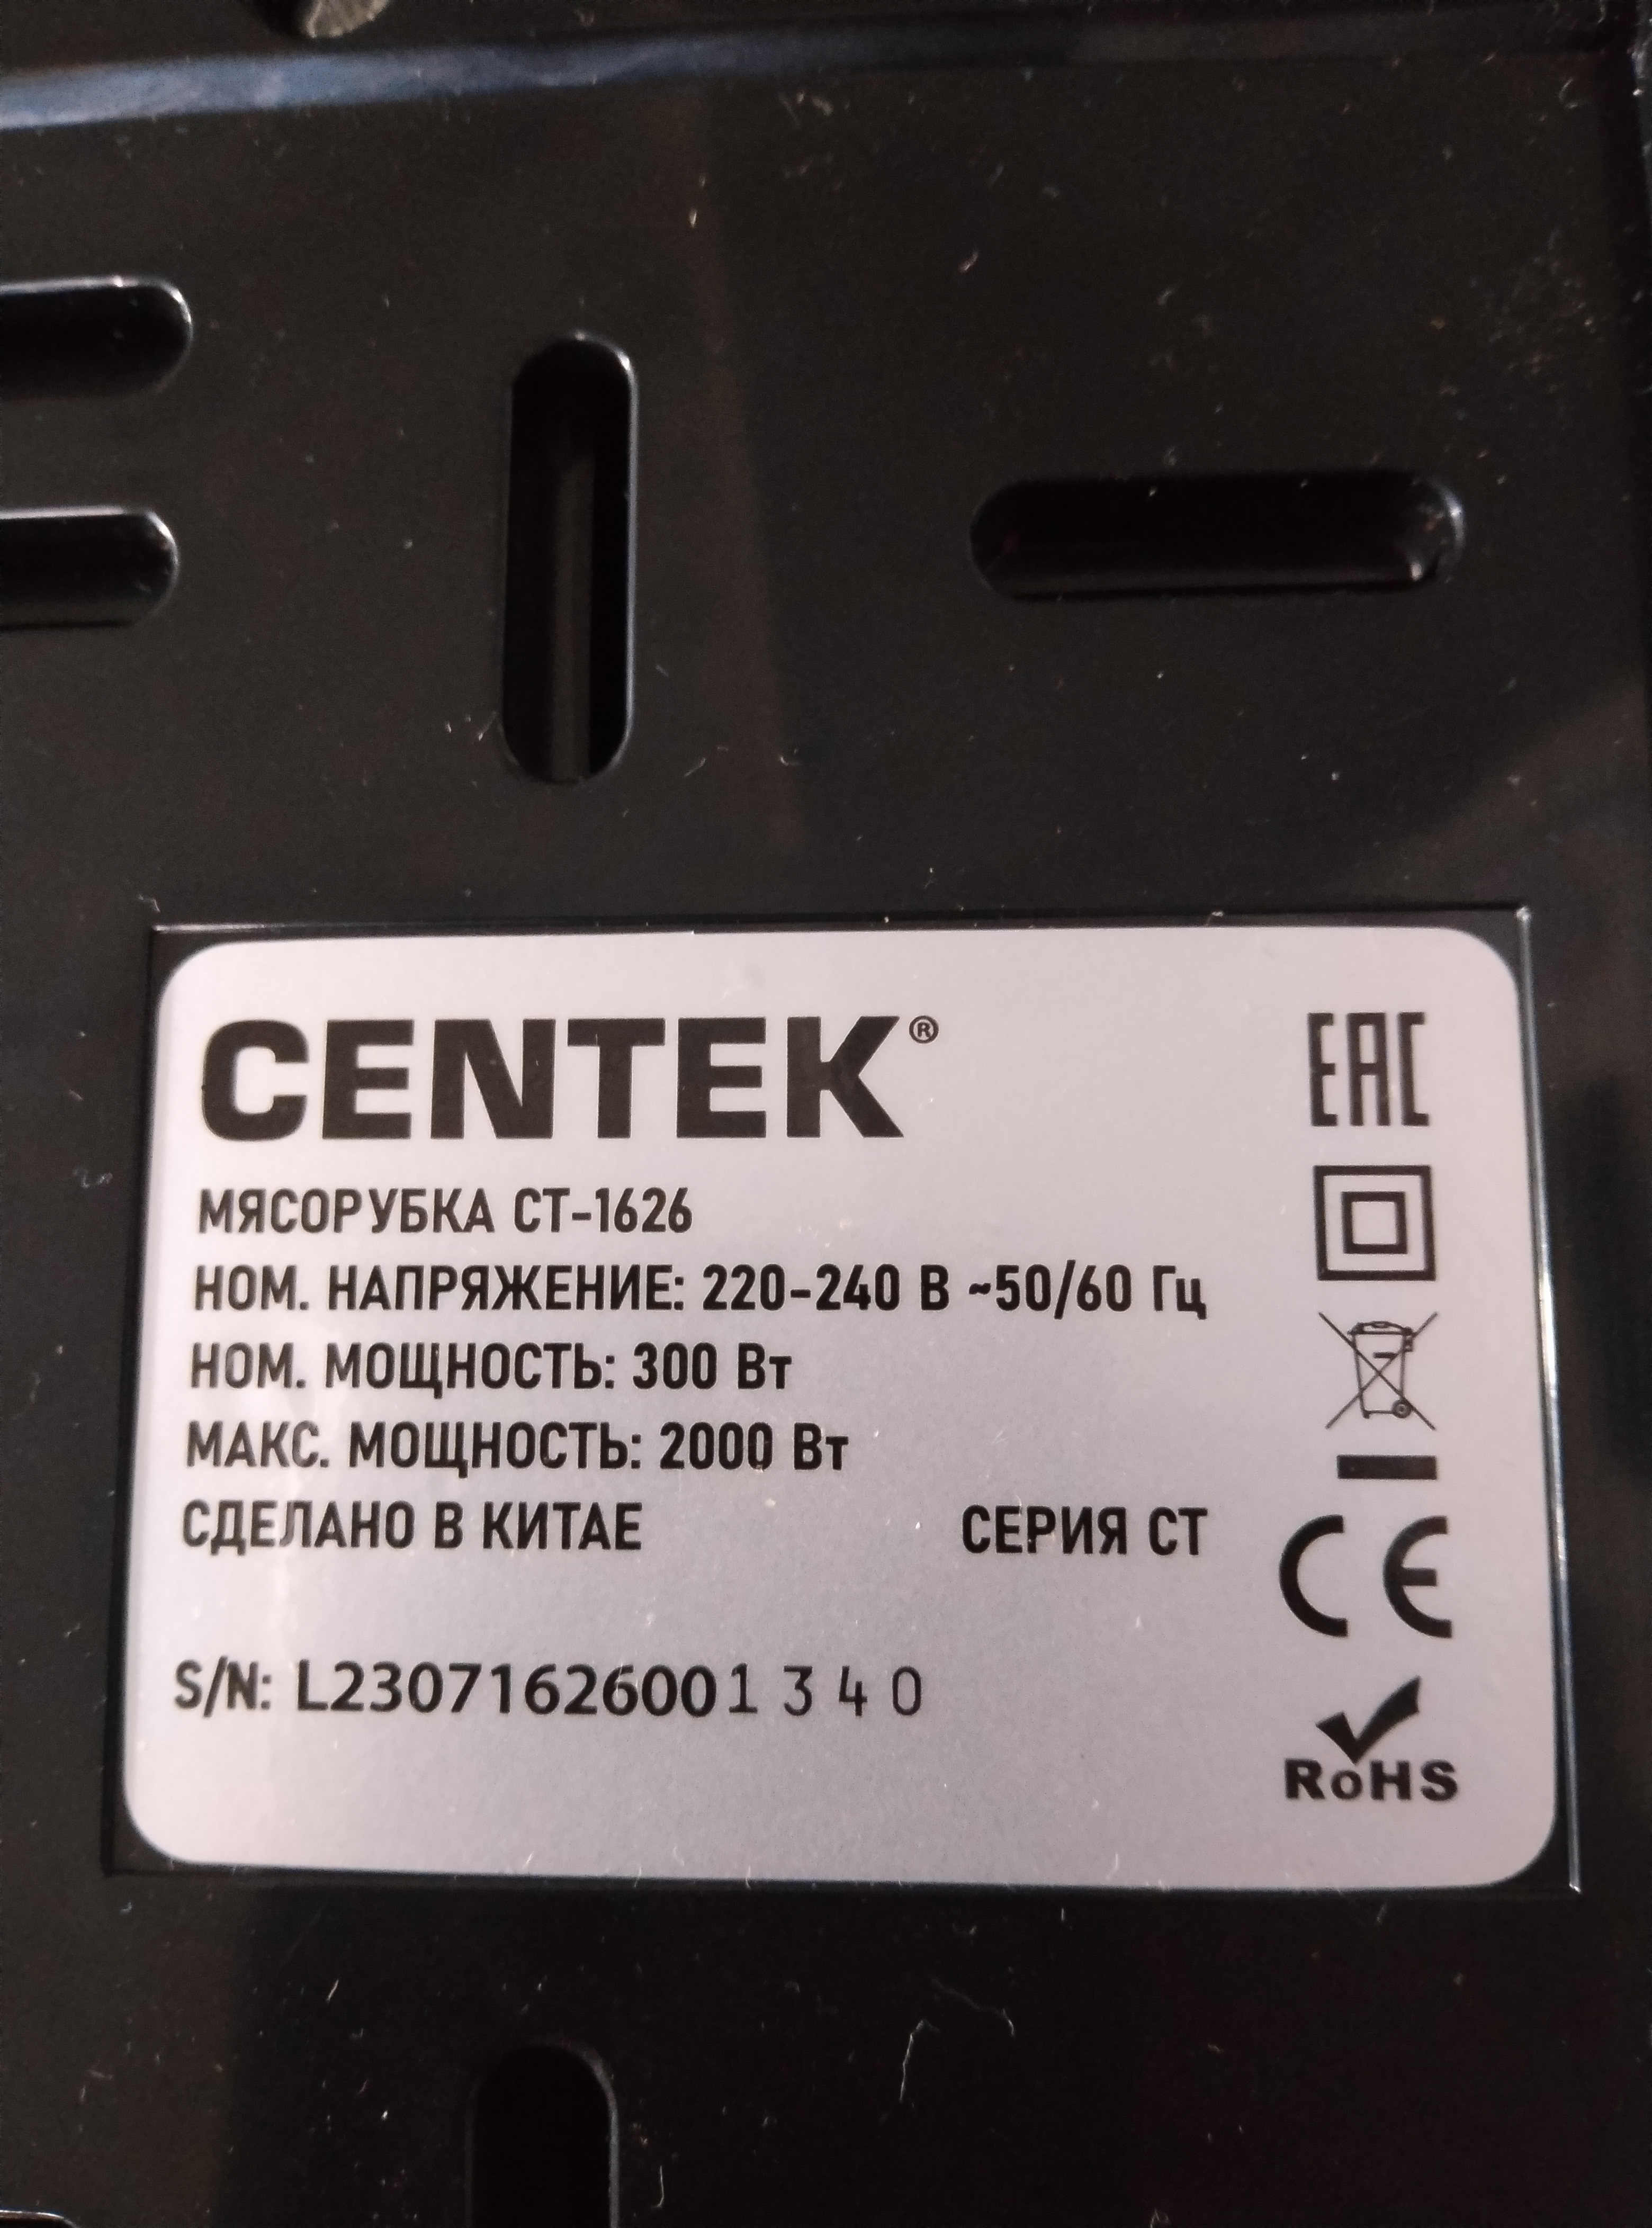 CENTEK®
EAC
МЯСОРУБКА CT-1626
НОМ. НАПРЯЖЕНИЕ: 220-240 В ~50/60 Гц
НОМ. МОЩНОСТЬ: 300 Вт
МАКС. МОЩНОСТЬ: 2000 Вт
СДЕЛАНО В КИТАЕ СЕРИЯ СТ
CE
S/N: L23071626001 3 4 0
RoHS